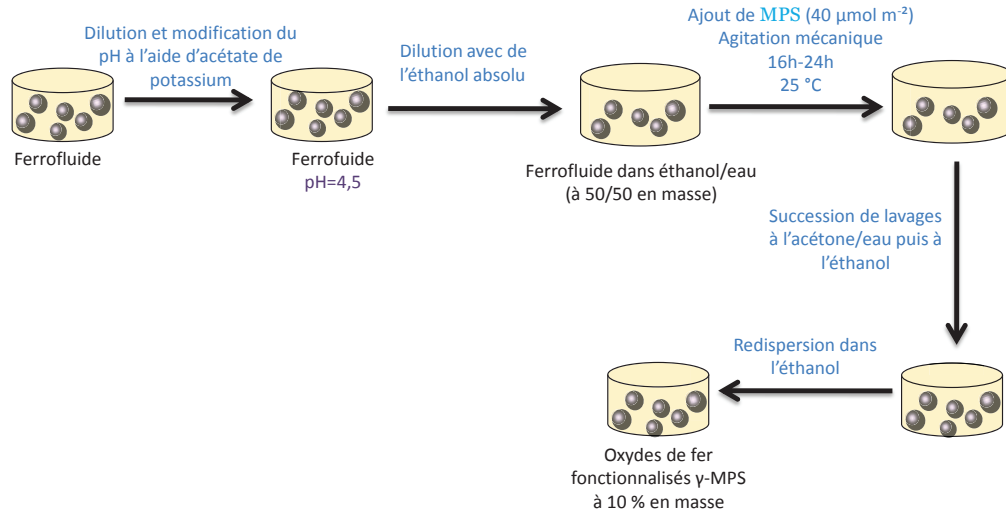 Dilution et modification du
pH à l'aide d'acétate de
potassium
Ferrofluide
Dilution avec de
l'éthanol absolu
Ferrofuide
pH=4,5
Ajout de MPS (40 μmol m⁻²)
Agitation mécanique
16h-24h
25 °C
Ferrofluide dans éthanol/eau
(à 50/50 en masse)
Succession de lavages
à l'acétone/eau puis à
l'éthanol
Redispersion dans
l'éthanol
Oxydes de fer
fonctionnalisés γ-MPS
à 10 % en masse